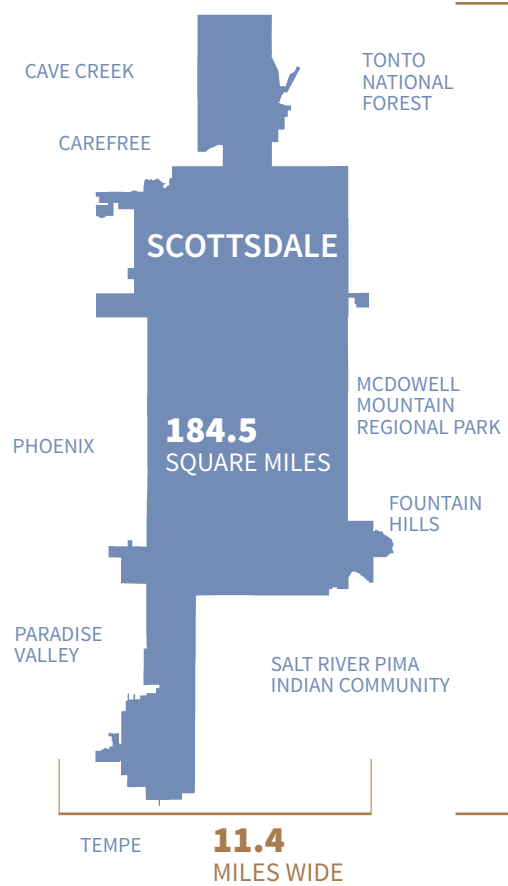 CAVE CREEK
TONTO
NATIONAL
FOREST
CAREFREE
SCOTTSDALE
MCDOWELL
MOUNTAIN
REGIONAL PARK
184.5
SQUARE MILES
PHOENIX
FOUNTAIN
HILLS
PARADISE
VALLEY
SALT RIVER PIMA
INDIAN COMMUNITY
TEMPE
11.4
MILES WIDE